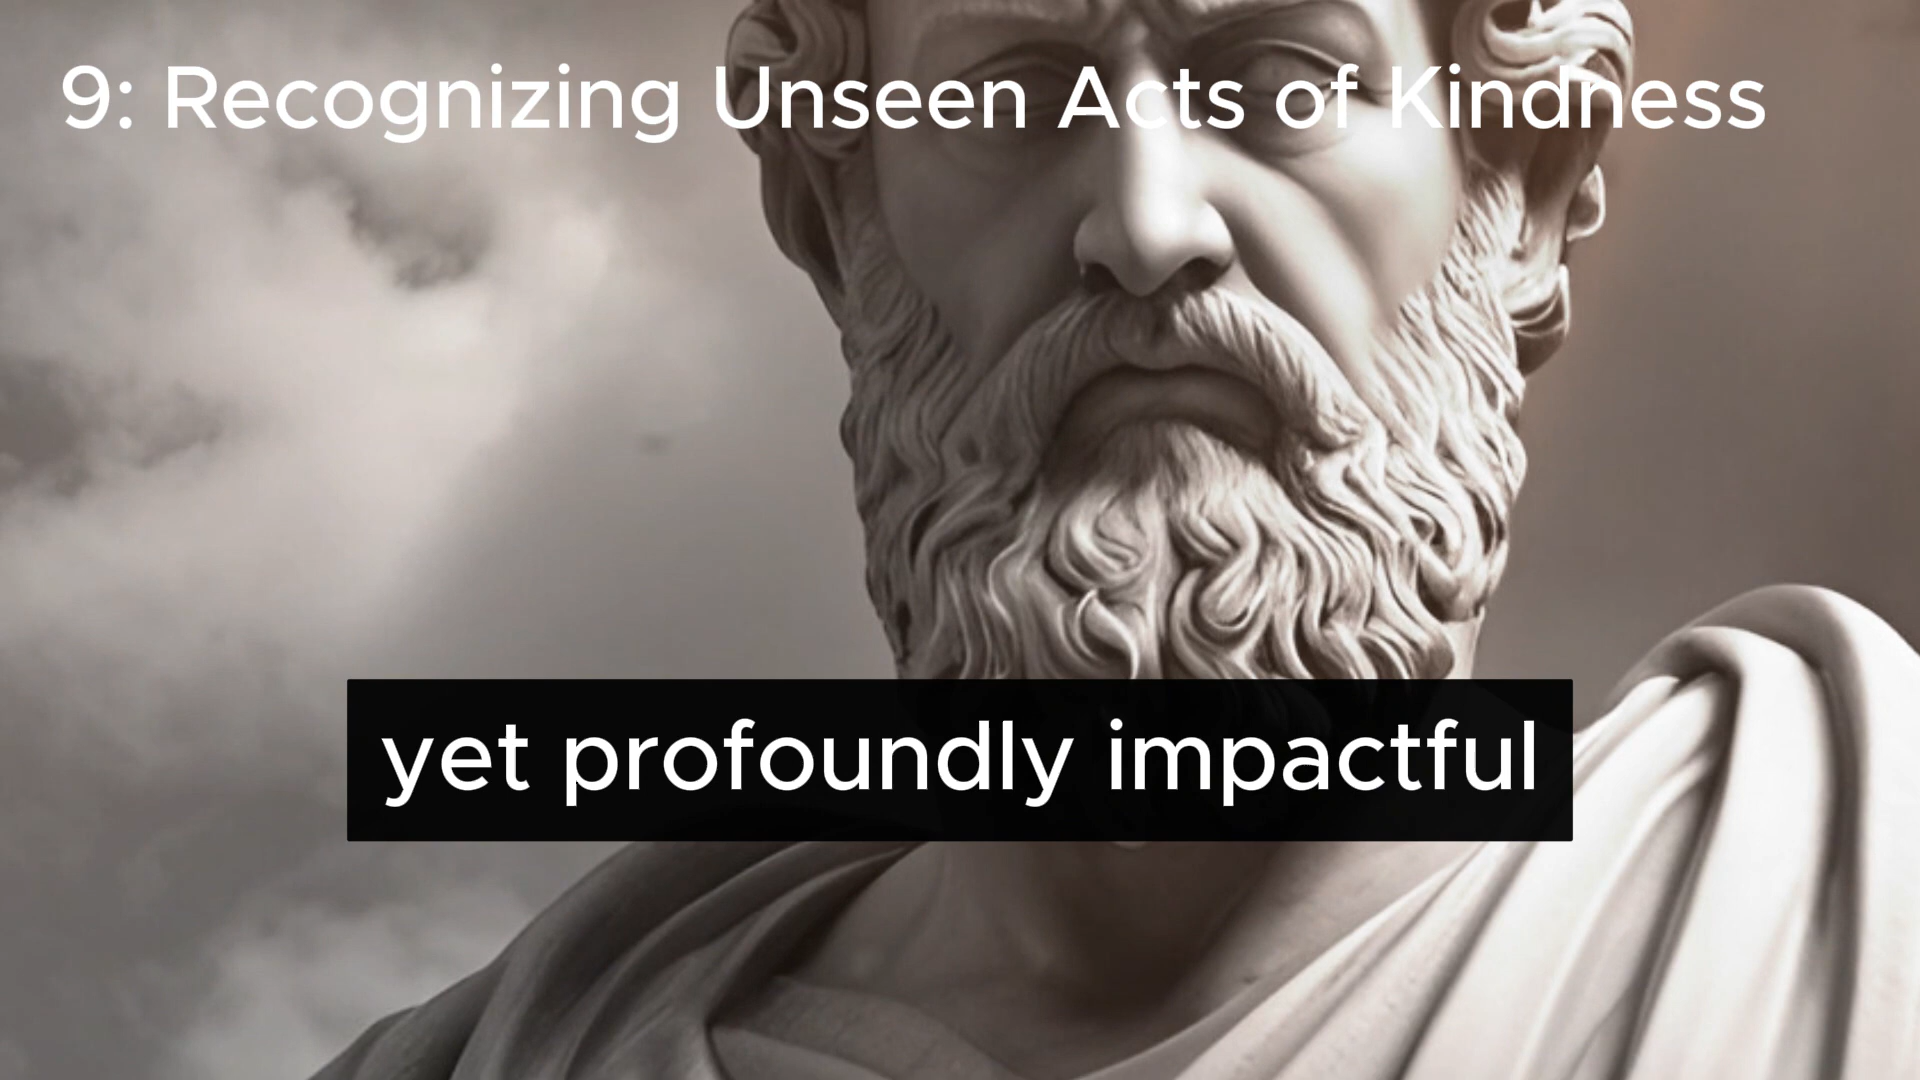 9: Recognizing Unseen Acts of Kindness
yet profoundly impactful